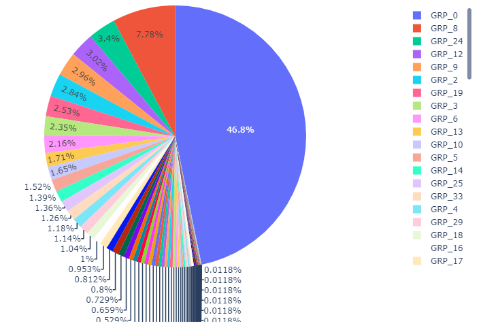 46.8%
7.78%
3.4%
3.02%
2.96%
2.84%
2.53%
2.35%
2.16%
1.71%
1.65%
1.52%
1.39%
1.36%
1.26%
1.18%
1.14%
1.04%
1%
0.953%
0.812%
0.8%
0.729%
0.659%
0.529%
0.0118%
0.0118%
0.0118%
0.0118%
0.0118%
0.0118%
GRP_0
GRP_8
GRP_24
GRP_12
GRP_9
GRP_2
GRP_19
GRP_3
GRP_6
GRP_13
GRP_10
GRP_5
GRP_14
GRP_25
GRP_33
GRP_4
GRP_29
GRP_18
GRP_16
GRP_17